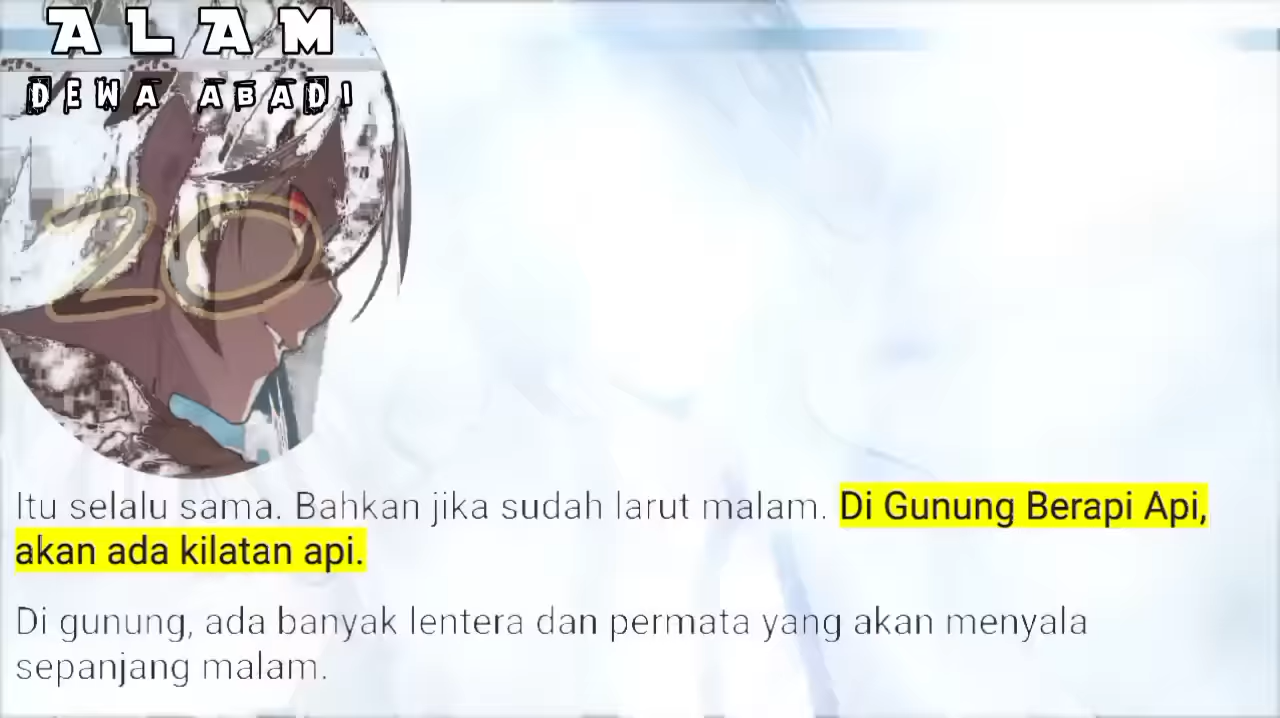 ALAM
DEWA ABADI
20
Itu selalu sama. Bahkan jika sudah larut malam. Di Gunung Berapi Api,
akan ada kilatan api.
Di gunung, ada banyak lentera dan permata yang akan menyala
sepanjang malam.